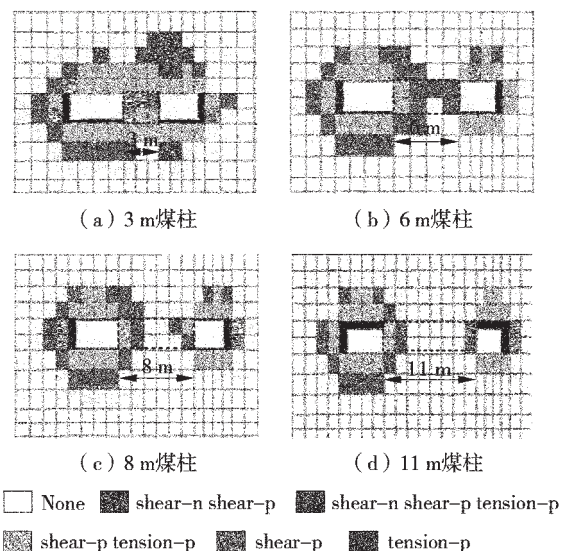 3 m
6 m
(a) 3 m煤柱
(b) 6 m煤柱
8 m
11 m
(c) 8 m煤柱
(d) 11 m煤柱
None shear-n shear-p shear-n shear-p tension-p
shear-p tension-p shear-p tension-p